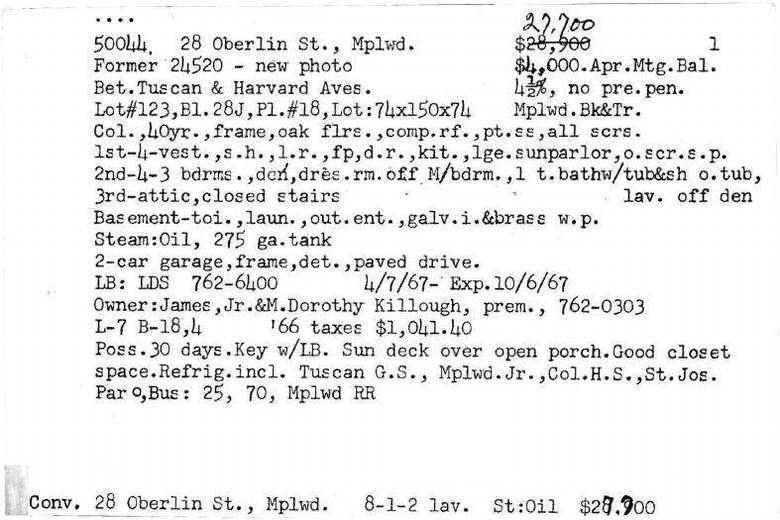 ....
27,700
50044. 28 Oberlin St., Mplwd. $28,900 1
Former 24520 - new photo $4,000.Apr.Mtg.Bal.
Bet.Tuscan & Harvard Aves. 4½%, no pre.pen.
Lot#123,Bl.28J,Pl.#18,Lot:74x150x74 Mplwd.Bk&Tr.
Col.,40yr.,frame,oak flrs.,comp.rf.,pt.ss,all scrs.
1st-4-vest.,s.h.,l.r.,fp,d.r.,kit.,lge.sunparlor,o.scr.s.p.
2nd-4-3 bdrms.,den,dres.rm.off M/bdrm.,1 t.bathw/tub&sh o.tub,
3rd-attic,closed stairs lav. off den
Basement-toi.,laun.,out.ent.,galv.i.&brass w.p.
Steam:Oil, 275 ga.tank
2-car garage,frame,det.,paved drive.
LB: LDS 762-6400 4/7/67- Exp.10/6/67
Owner:James,Jr.&M.Dorothy Killough, prem., 762-0303
L-7 B-18,4 '66 taxes $1,041.40
Poss.30 days.Key w/LB. Sun deck over open porch.Good closet
space.Refrig.incl. Tuscan G.S., Mplwd.Jr.,Col.H.S.,St.Jos.
Paro,Bus: 25, 70, Mplwd RR
Conv. 28 Oberlin St., Mplwd. 8-1-2 lav. St:Oil